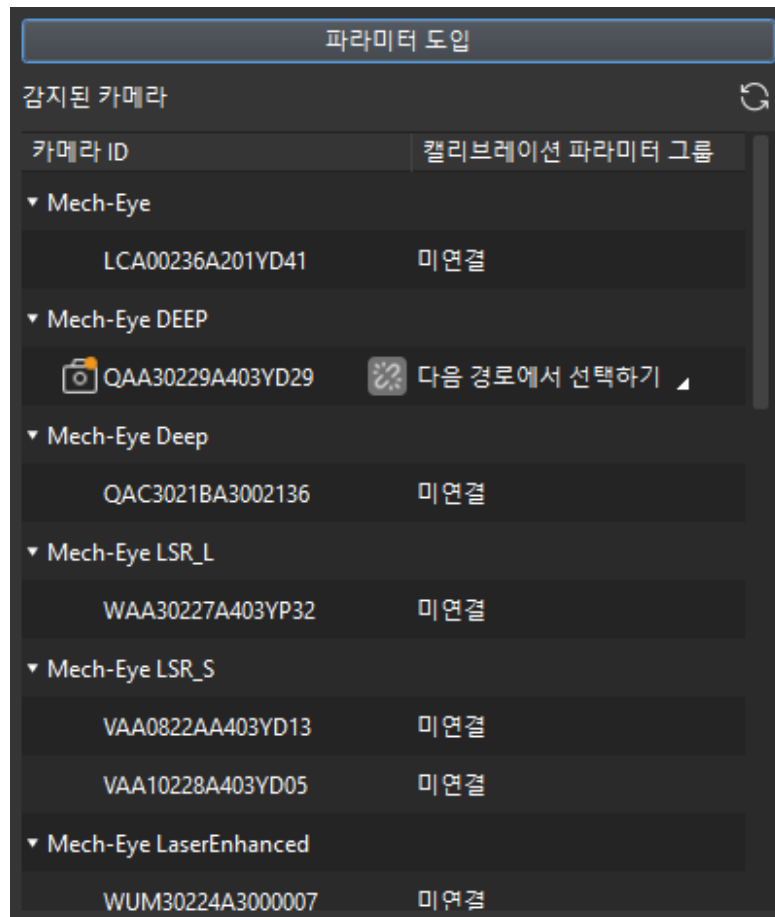 파라미터 도입
감지된 카메라
카메라 ID 캘리브레이션 파라미터 그룹
Mech-Eye
LCA00236A201YD41 미연결
Mech-Eye DEEP
QAA30229A403YD29 다음 경로에서 선택하기
Mech-Eye Deep
QAC3021BA3002136 미연결
Mech-Eye LSR_L
WAA30227A403YP32 미연결
Mech-Eye LSR_S
VAA0822AA403YD13 미연결
VAA10228A403YD05 미연결
Mech-Eye LaserEnhanced
WUM30224A3000007 미연결